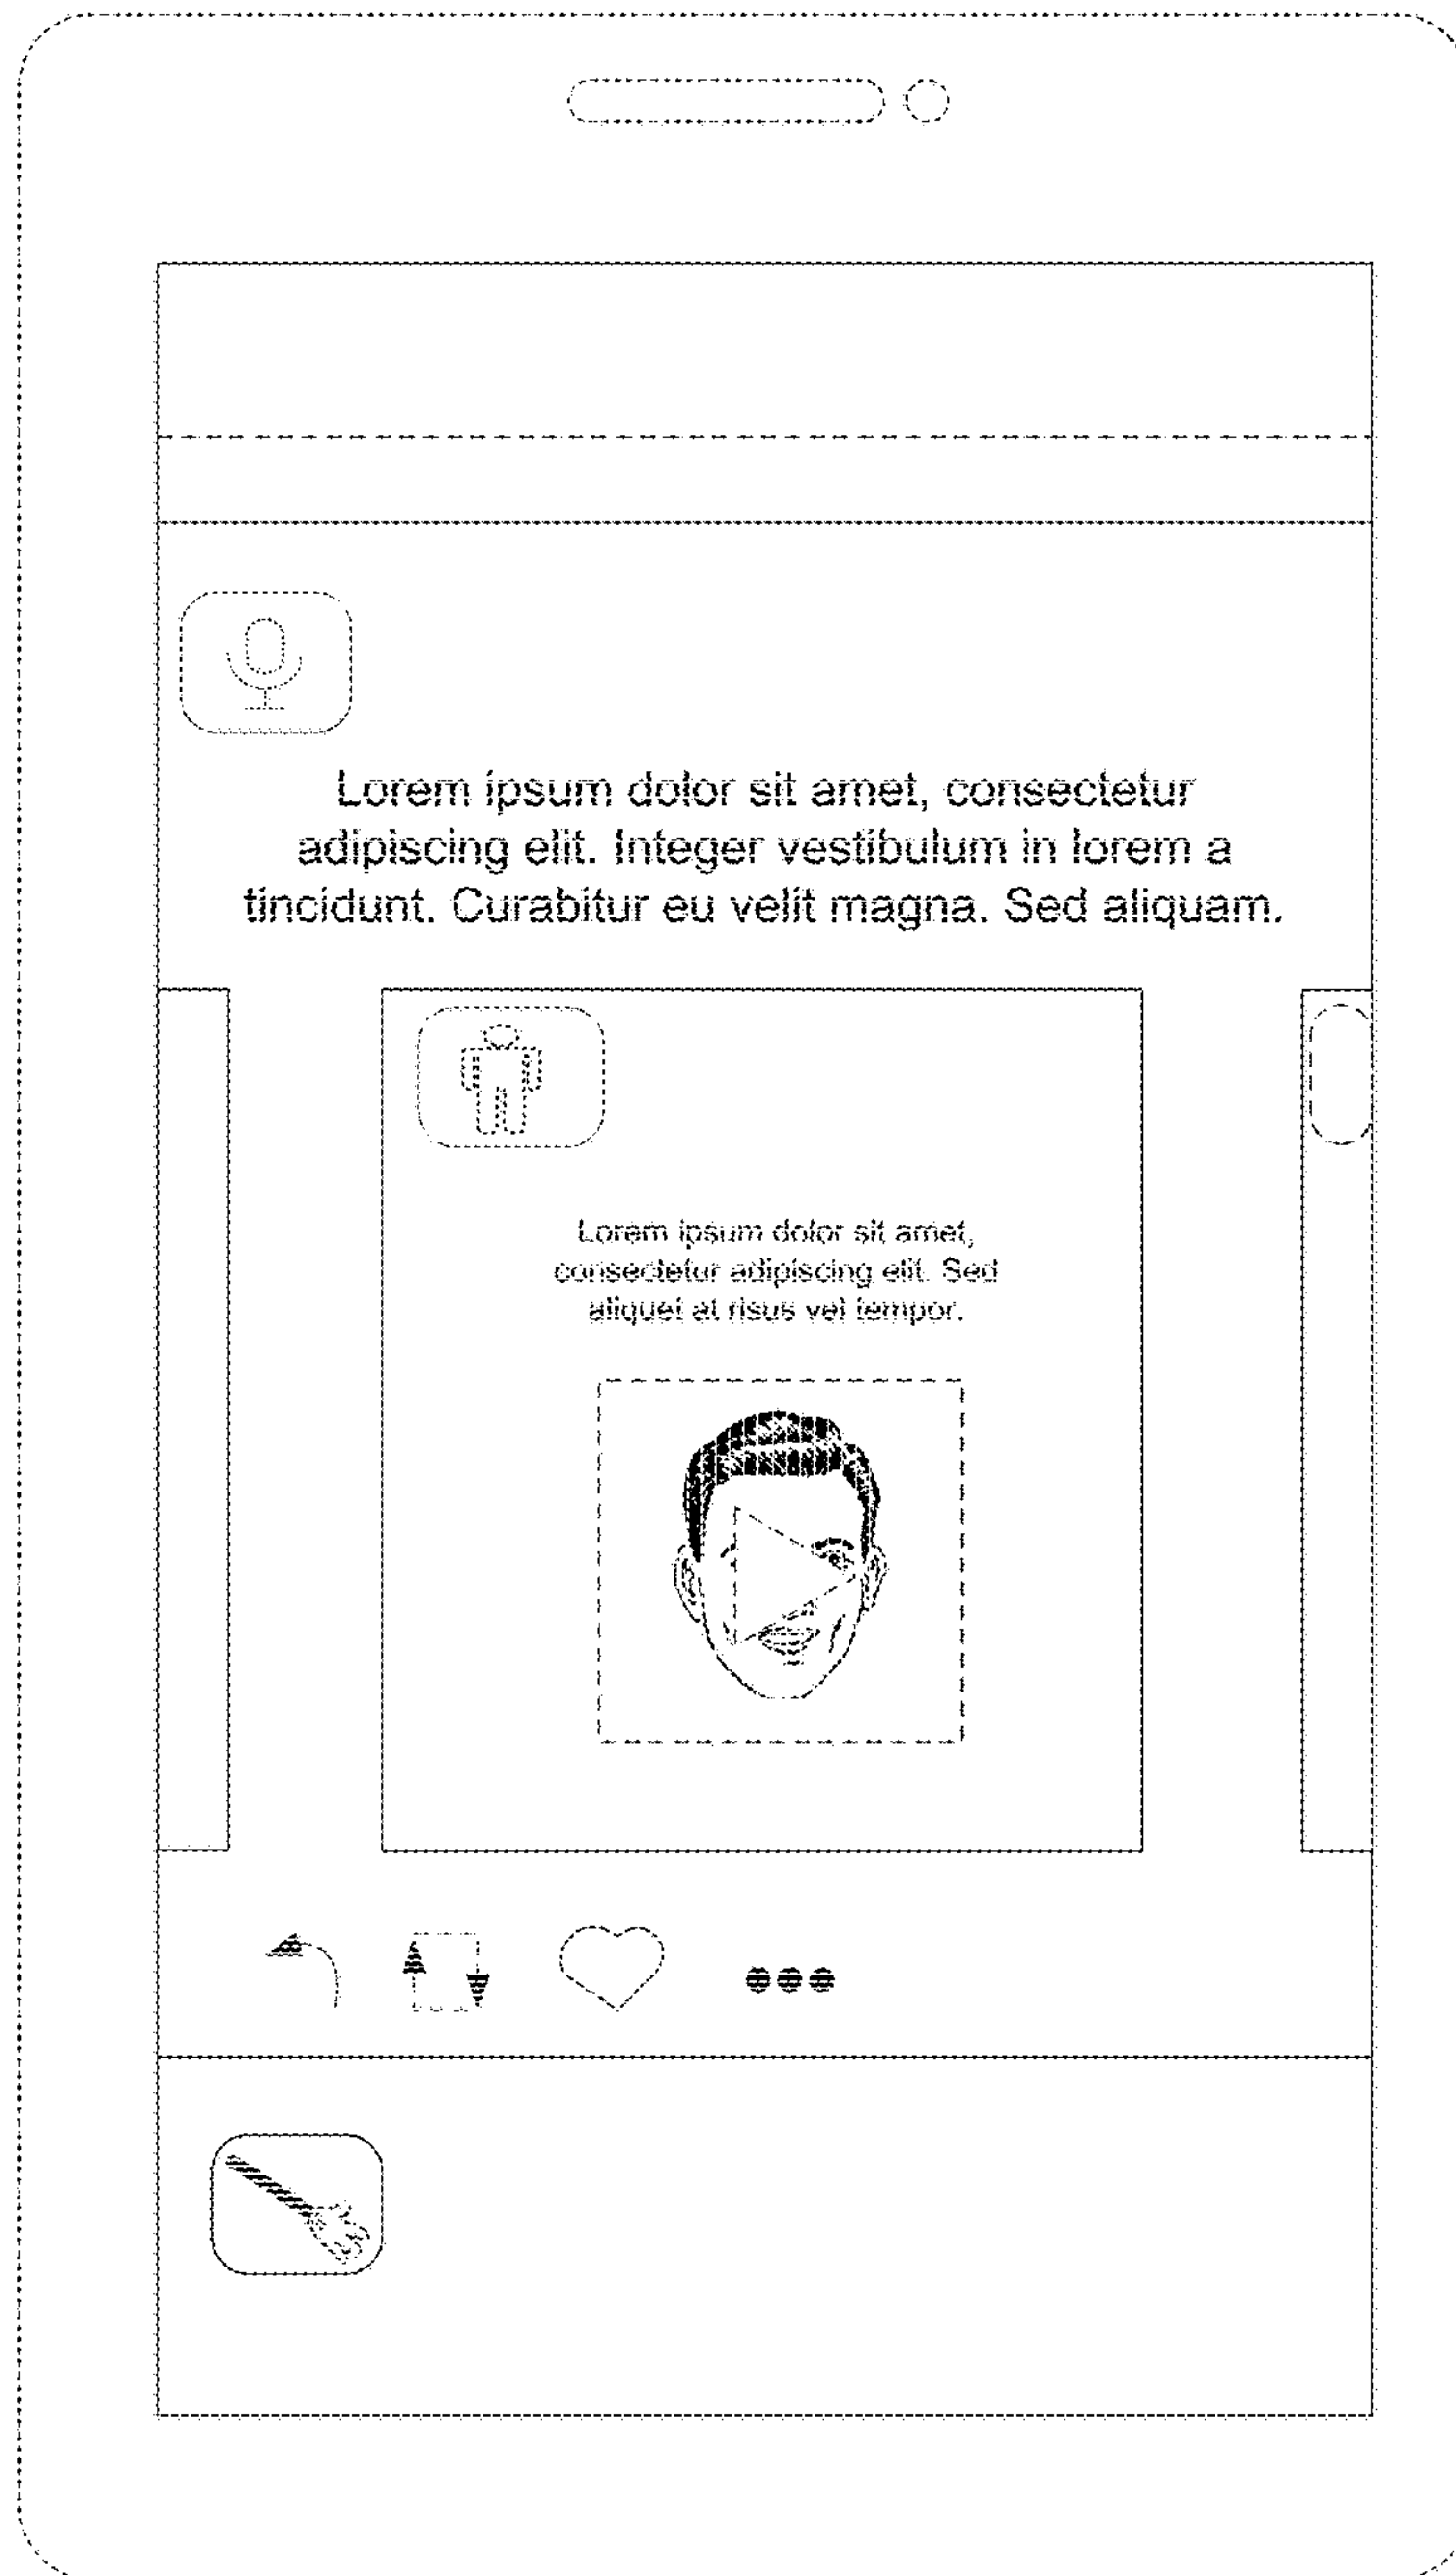 Lorem ipsum dolor sit amet, consectetur
adipiscing elit. Integer vestibulum in lorem a
tincidunt. Curabitur eu velit magna. Sed aliquam.
Lorem ipsum dolor sit amet,
consectetur adipiscing elit. Sed
aliquet at risus vel tempor.